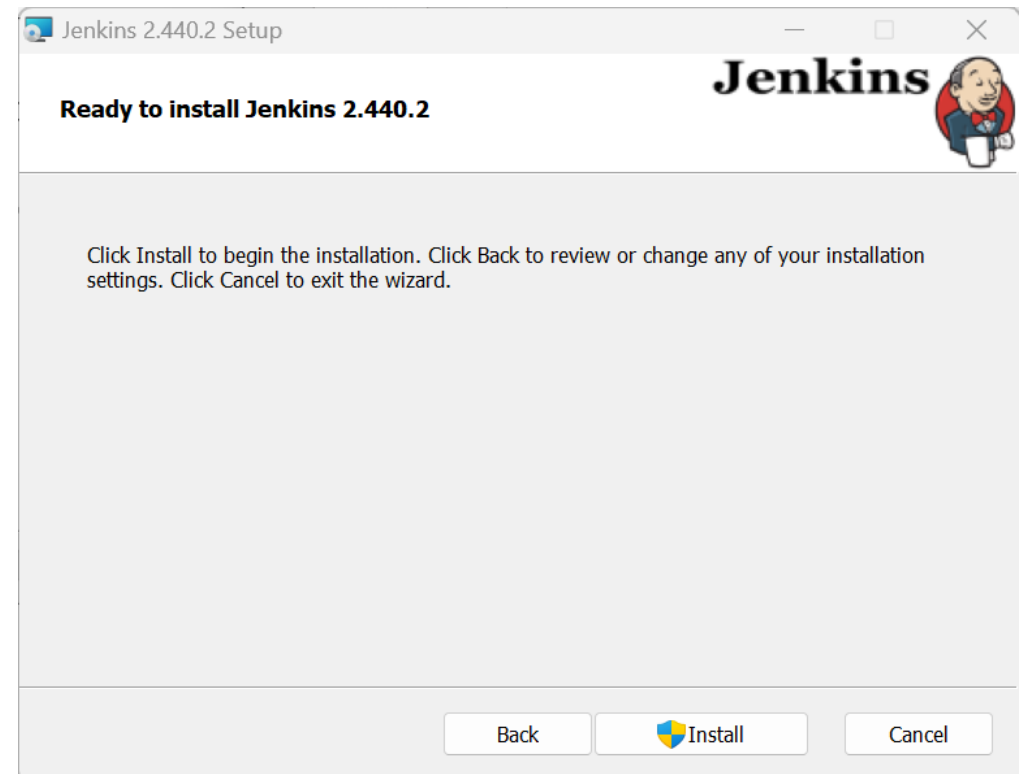 Jenkins 2.440.2 Setup
Jenkins
Ready to install Jenkins 2.440.2
Click Install to begin the installation. Click Back to review or change any of your installation
settings. Click Cancel to exit the wizard.
Back
Install
Cancel